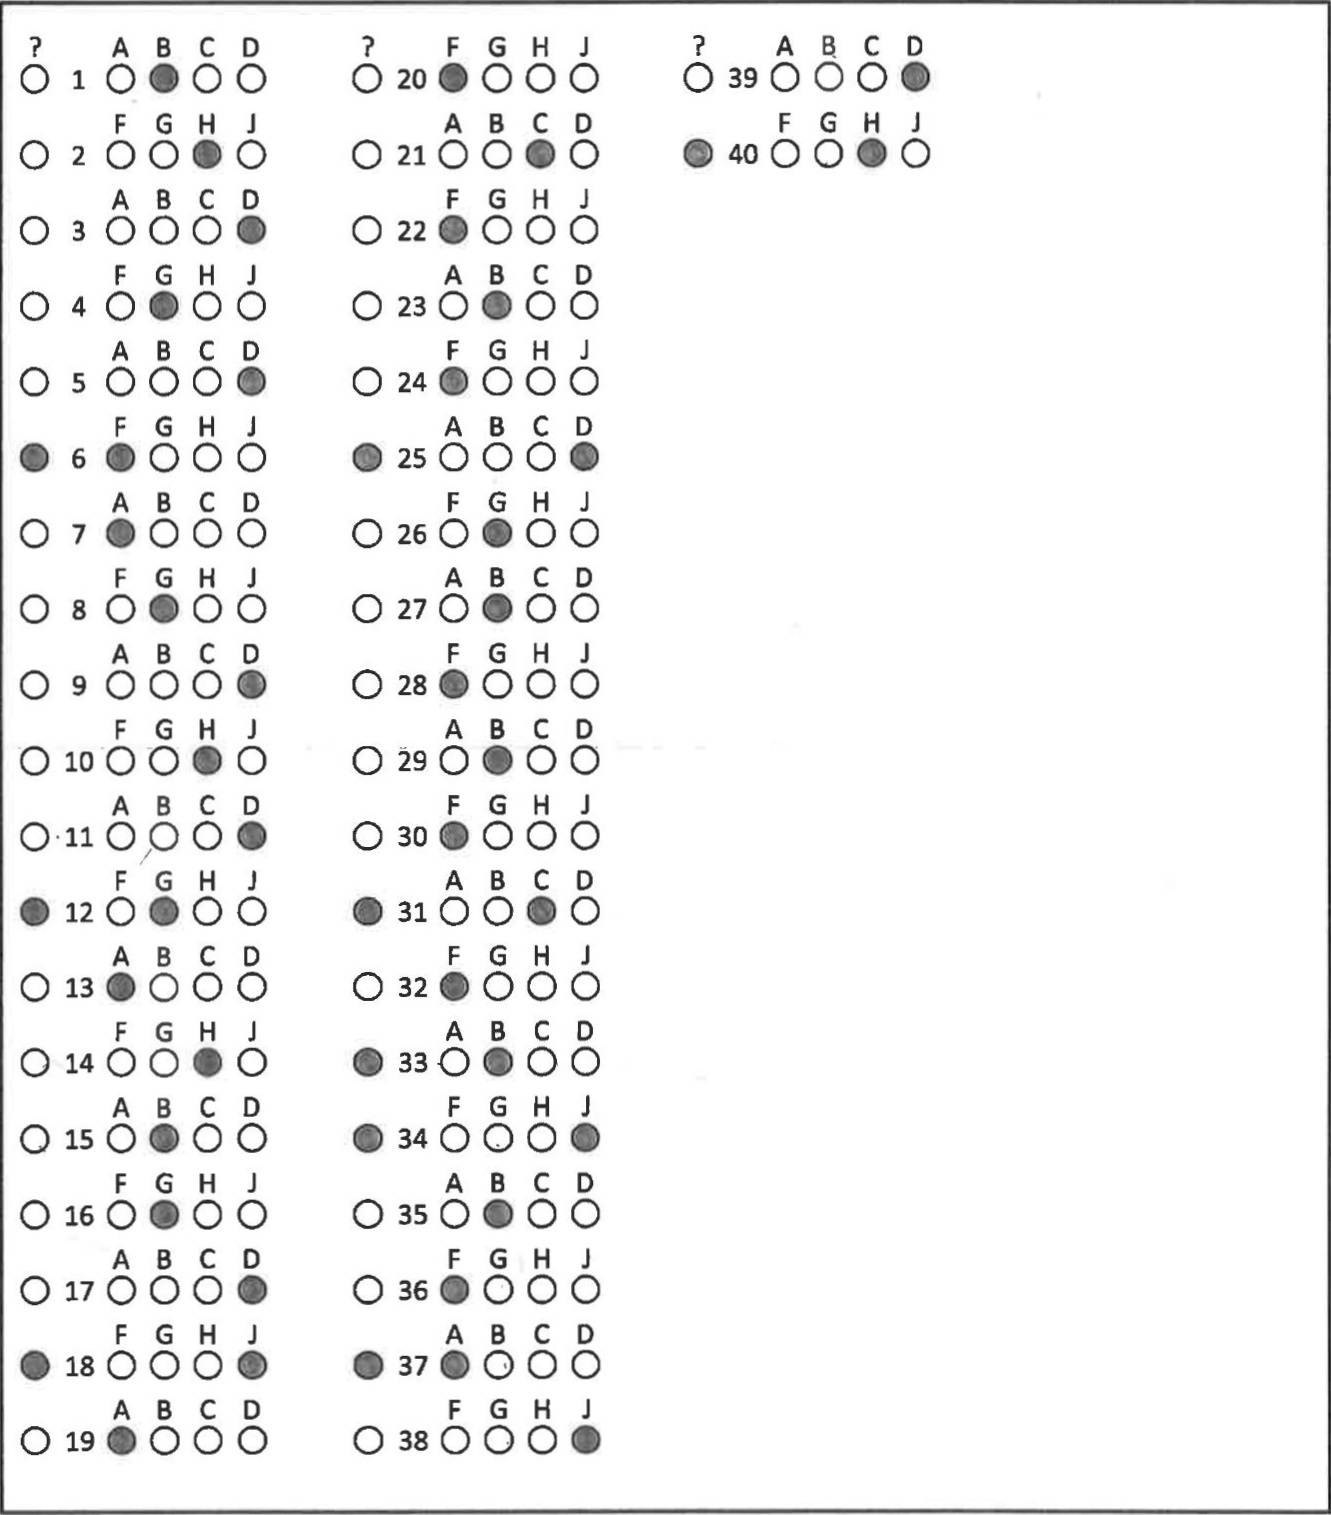 ? A B C D
1
F G H J
2
A B C D
3
F G H J
4
A B C D
5
F G H J
6
A B C D
7
F G H J
8
A B C D
9
F G H J
10
A B C D
11
F G H J
12
A B C D
13
F G H J
14
A B C D
15
F G H J
16
A B C D
17
F G H J
18
A B C D
19
? F G H J
20
A B C D
21
F G H J
22
A B C D
23
F G H J
24
A B C D
25
F G H J
26
A B C D
27
F G H J
28
A B C D
29
F G H J
30
A B C D
31
F G H J
32
A B C D
33
F G H J
34
A B C D
35
F G H J
36
A B C D
37
F G H J
38
? A B C D
39
F G H J
40